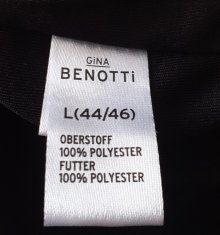 GiNA
BENOTTi
L(44/46)
OBERSTOFF
100% POLYESTER
FUTTER
100% POLYESTER